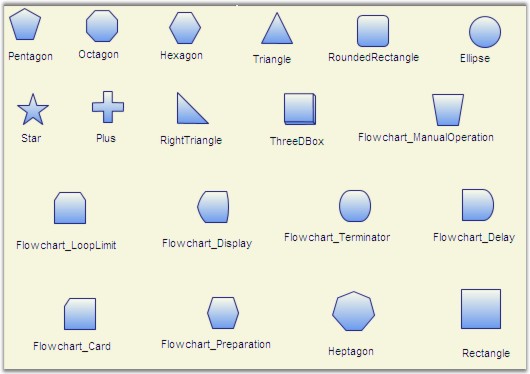 Pentagon
Octagon
Hexagon
Triangle
RoundedRectangle
Ellipse
Star
Plus
RightTriangle
ThreeDBox
Flowchart_ManualOperation
Flowchart_LoopLimit
Flowchart_Display
Flowchart_Terminator
Flowchart_Delay
Flowchart_Card
Flowchart_Preparation
Heptagon
Rectangle